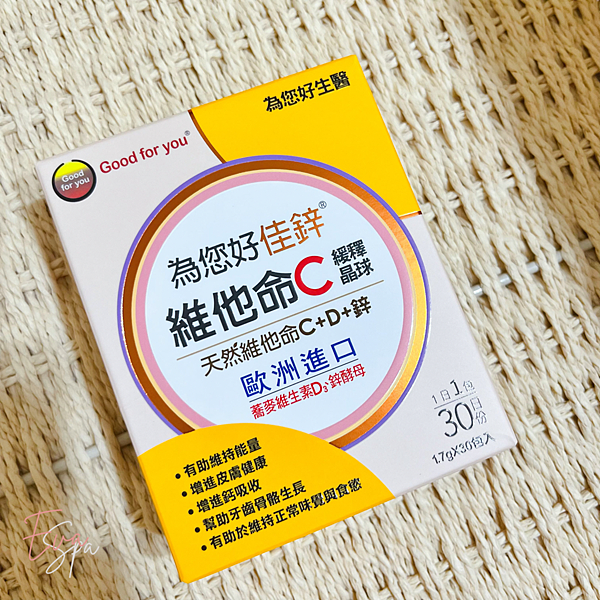 為您好生醫
Good for you®
Good
for you
為您好佳鋅®
維他命C緩釋晶球
天然維他命C+D+鋅
歐洲進口
蕎麥維生素D₃·鋅酵母
1日1包
30日份
1.7gX30包入
• 有助維持能量
• 增進皮膚健康
• 增進鈣吸收
• 幫助牙齒骨骼生長
• 有助於維持正常味覺與食慾
Spa